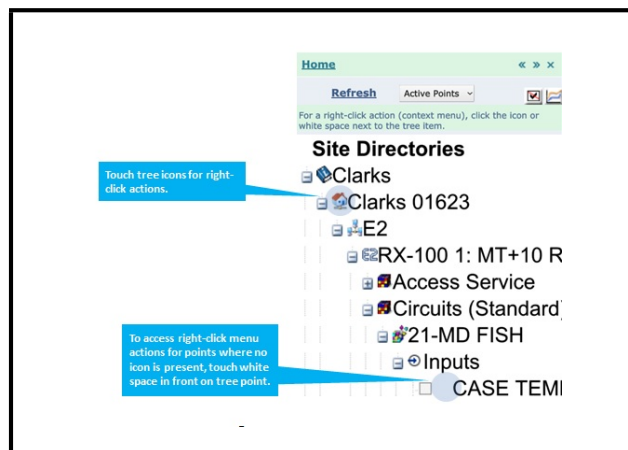 Home
« » ×
Refresh
Active Points
For a right-click action (context menu), click the icon or
white space next to the tree item.
Site Directories
Clarks
Touch tree icons for right-
click actions.
Clarks 01623
E2
E2RX-100 1: MT+10 R
Access Service
Circuits (Standard)
21-MD FISH
To access right-click menu
actions for points where no
icon is present, touch white
space in front on tree point.
Inputs
CASE TEM